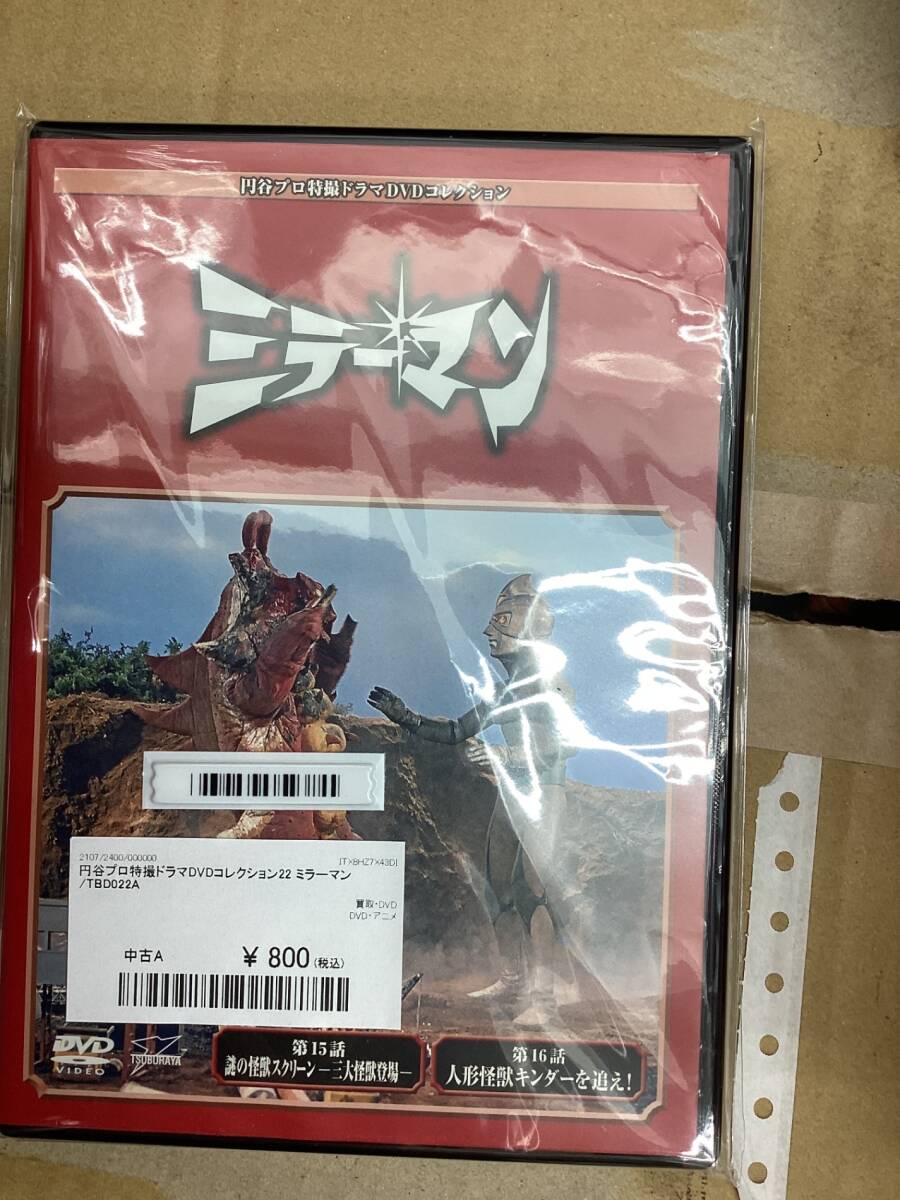 円谷プロ特撮ドラマDVDコレクション
ミラーマン
2107/2400/000000
[T×8HZ7×43D]
円谷プロ特撮ドラマDVDコレクション22 ミラーマン
/TBD022A
買取・DVD
DVD・アニメ
中古A
¥ 800(税込)
DVD
VIDEO
TSUBURAYA
第15話
謎の怪獣スクリーン―三大怪獣登場―
第16話
人形怪獣キンダーを追え!